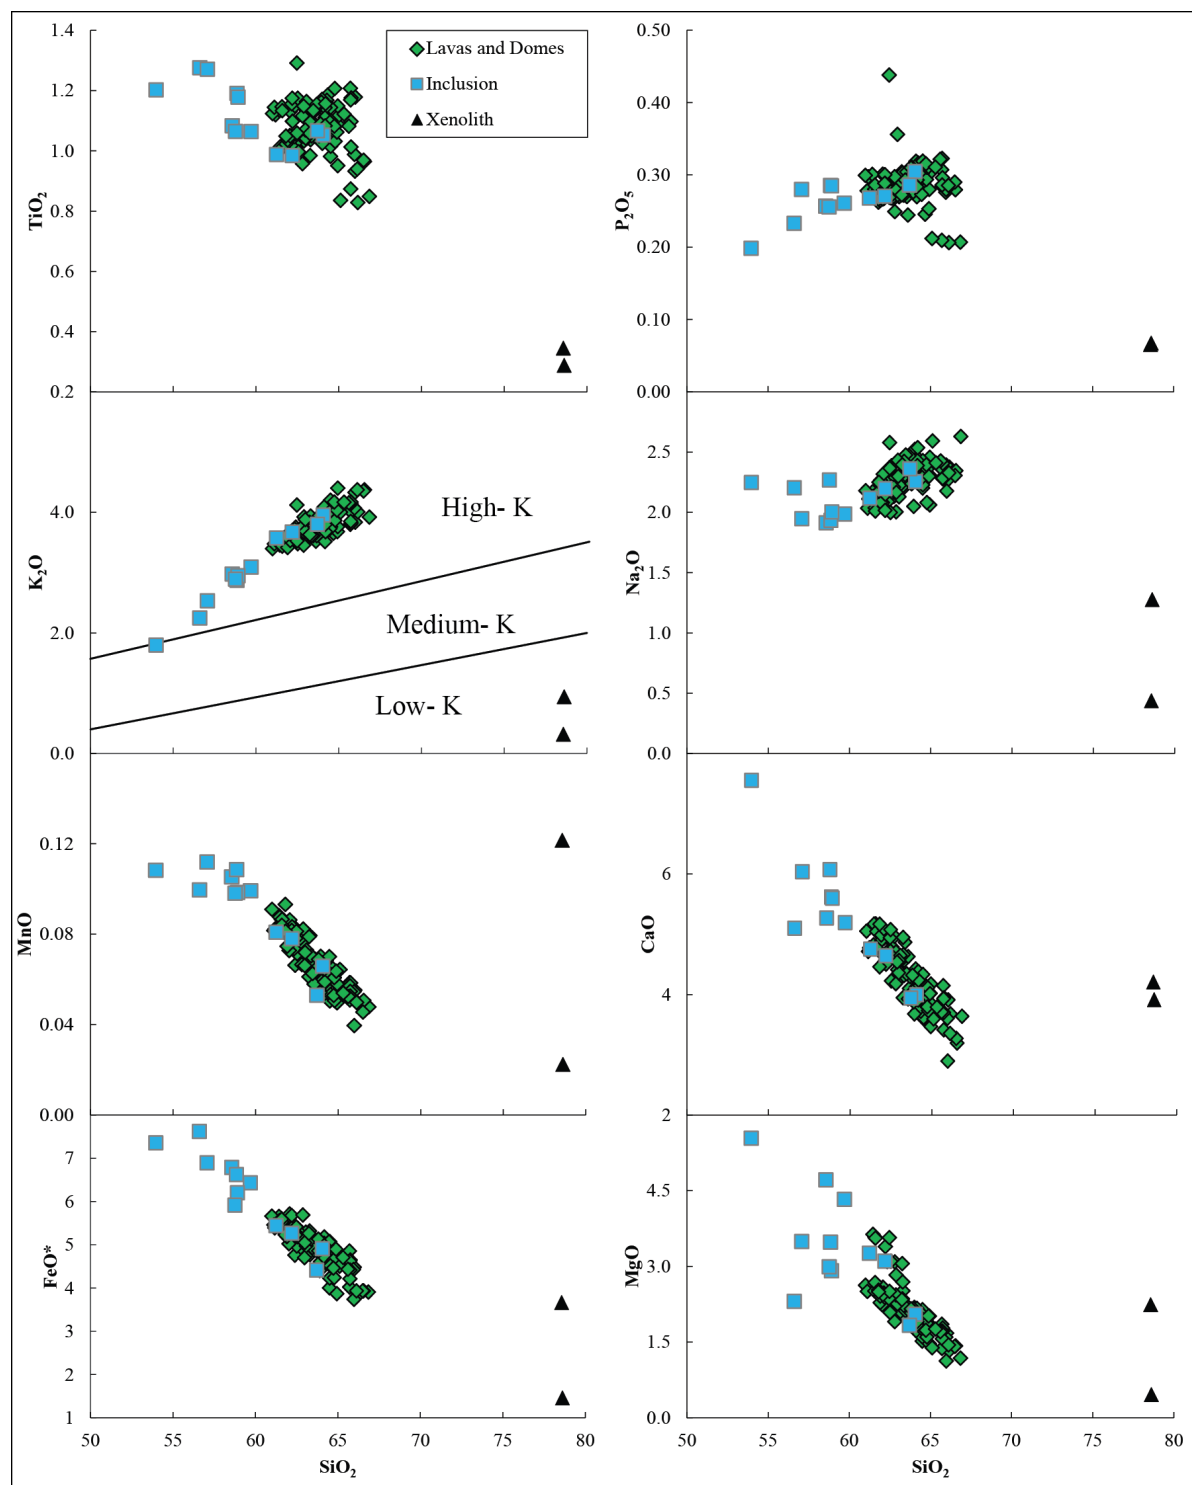 1.4
1.2
1.0
0.8
0.6
0.4
0.2
TiO₂
Lavas and Domes
Inclusion
Xenolith
0.50
0.40
0.30
0.20
0.10
0.00
P₂O₅
4.0
2.0
0.0
K₂O
High- K
Medium- K
Low- K
2.5
2.0
1.5
1.0
0.5
0.0
Na₂O
0.12
0.08
0.04
0.00
MnO
6
4
2
CaO
7
6
5
4
3
2
1
FeO*
50 55 60 65 70 75 80
SiO₂
4.5
3.0
1.5
0.0
MgO
50 55 60 65 70 75 80
SiO₂